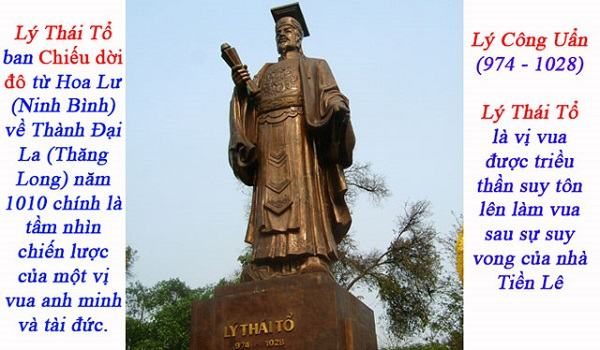 Lý Thái Tổ
ban Chiếu dời
đô từ Hoa Lư
(Ninh Bình)
về Thành Đại
La (Thăng
Long) năm
1010 chính là
tầm nhìn
chiến lược
của một vị
vua anh minh
và tài đức.
LÝ THÁI TỔ
974 - 1028
Lý Công Uẩn
(974 - 1028)
Lý Thái Tổ
là vị vua
được triều
thần suy tôn
lên làm vua
sau sự suy
vong của nhà
Tiền Lê